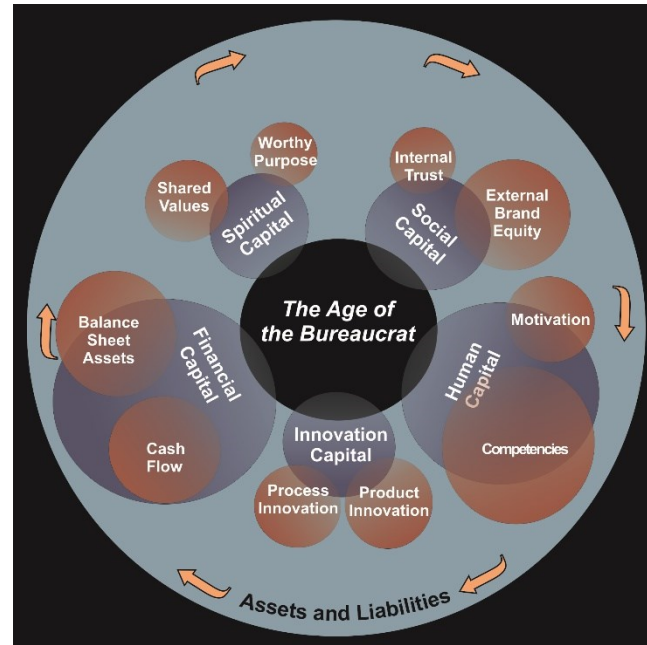 Worthy
Purpose
Internal
Trust
Shared
Values
Spiritual
Capital
Social
Capital
External
Brand
Equity
The Age of
the Bureaucrat
Motivation
Balance
Sheet
Assets
Financial
Capital
Human
Capital
Innovation
Capital
Cash
Flow
Competencies
Process
Innovation
Product
Innovation
Assets and Liabilities